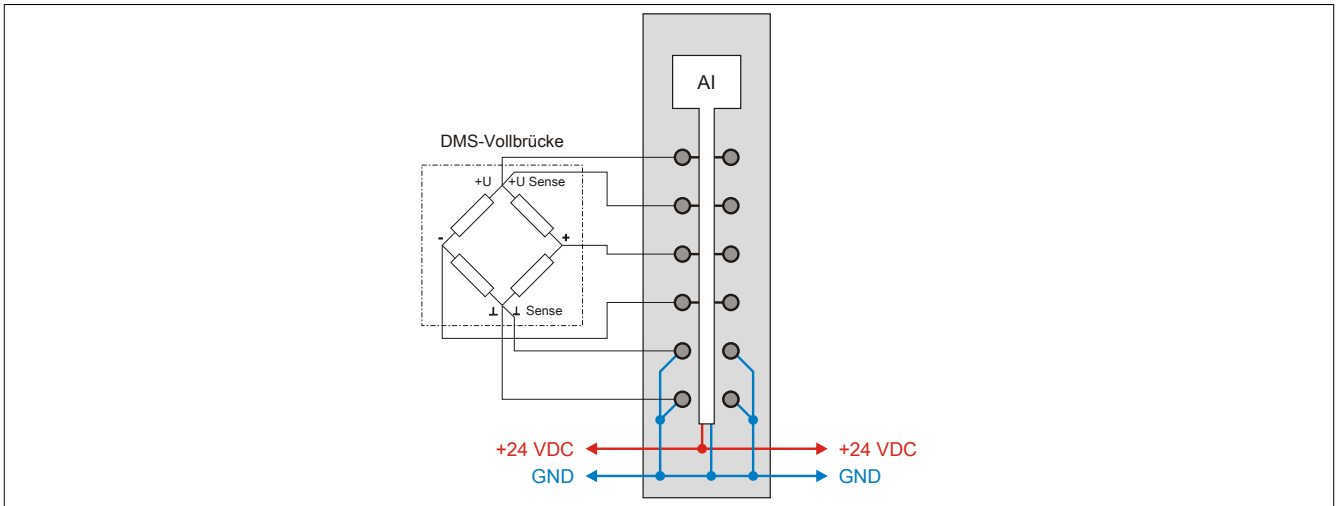 AI
DMS-Vollbrücke
+U +U Sense
- +
⊥ ⊥ Sense
+24 VDC +24 VDC
GND GND